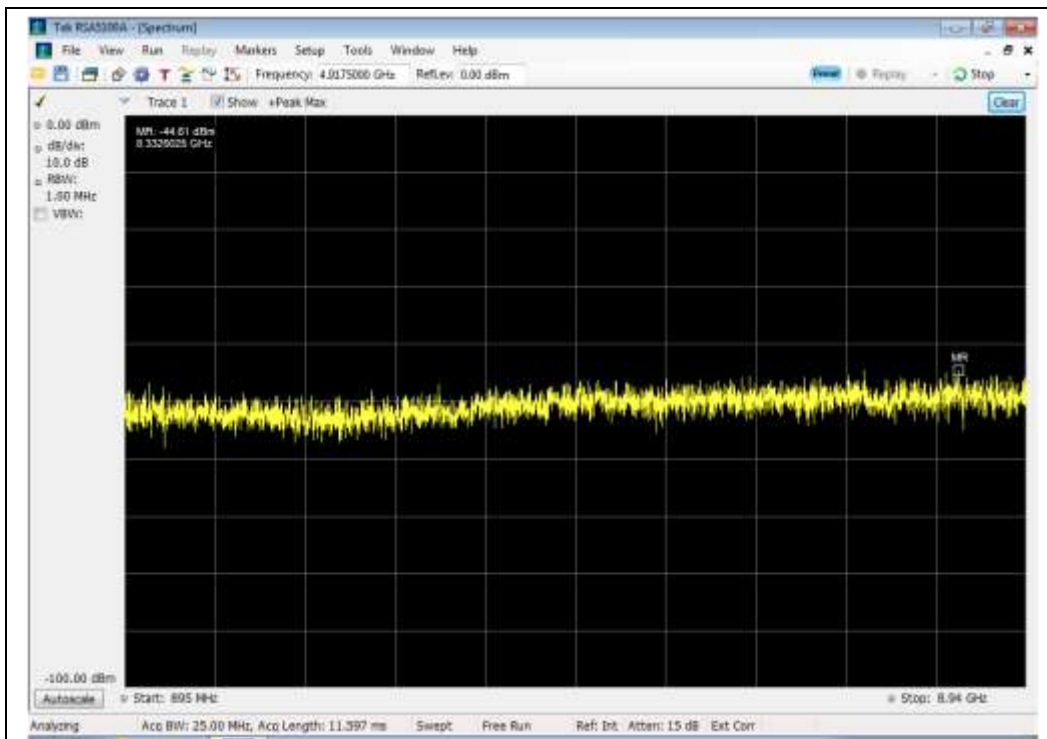 Tek RSA5100A - [Spectrum]
File View Run Replay Markers Setup Tools Window Help
Frequency: 4.9175000 GHz RefLev: 0.00 dBm Preset Replay Stop
Trace 1 Show +Peak Max Clear
0.00 dBm
MR: -44.61 dBm
8.3326025 GHz
dB/div:
10.0 dB
RBW:
1.00 MHz
VBW:
MR
-100.00 dBm
Autoscale Start: 895 MHz Stop: 8.94 GHz
Analyzing Acq BW: 25.00 MHz, Acq Length: 11.597 ms Swept Free Run Ref: Int Atten: 15 dB Ext Corr